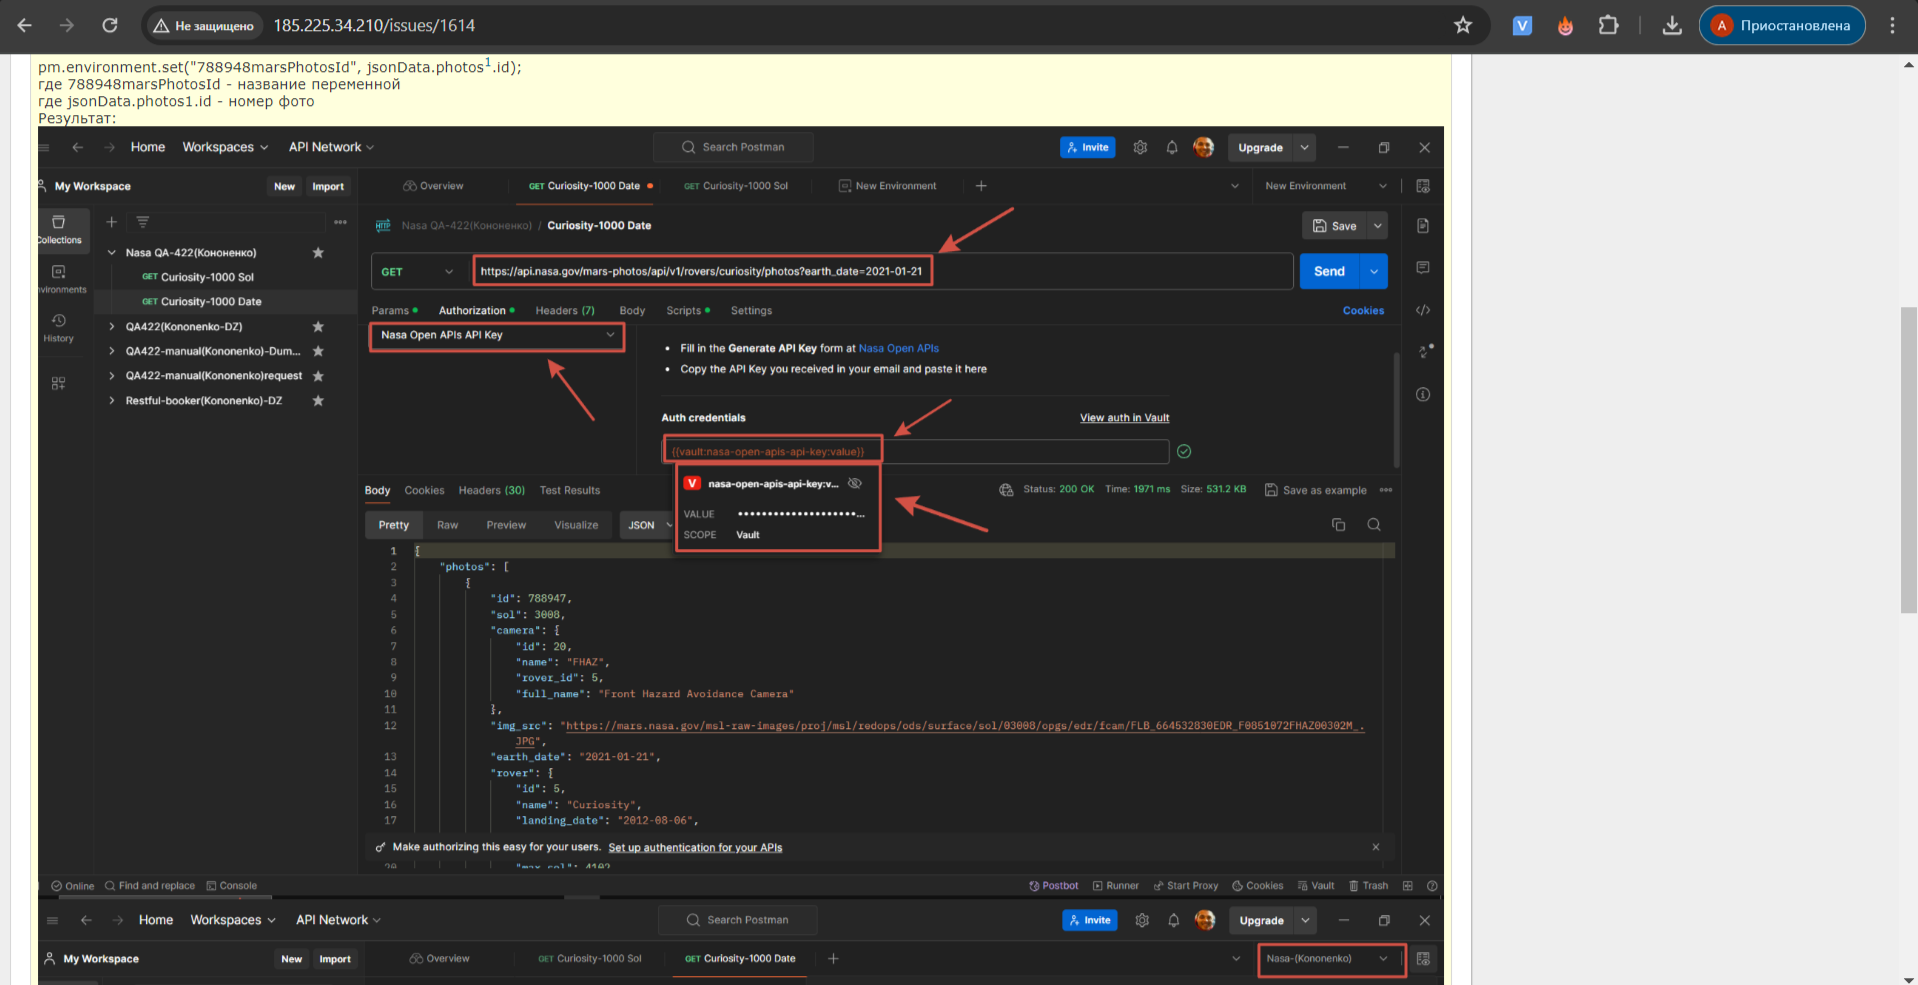 Не защищено
185.225.34.210/issues/1614
V
A
Приостановлена
pm.environment.set("788948marsPhotosId", jsonData.photos1.id);
где 788948marsPhotosId - название переменной
где jsonData.photos1.id - номер фото
Результат:
Home Workspaces API Network
Search Postman
Invite
Upgrade
My Workspace
New Import
Overview
GET Curiosity-1000 Date
GET Curiosity-1000 Sol
New Environment
New Environment
Collections
HTTP
Nasa QA-422(Кононенко) / Curiosity-1000 Date
Save
Nasa QA-422(Кононенко)
GET Curiosity-1000 Sol
GET Curiosity-1000 Date
QA422(Kononenko-DZ)
QA422-manual(Kononenko)-Dum...
QA422-manual(Kononenko)request
Restful-booker(Kononenko)-DZ
vironments
History
GET
https://api.nasa.gov/mars-photos/api/v1/rovers/curiosity/photos?earth_date=2021-01-21
Send
Params Authorization Headers (7) Body Scripts Settings
Cookies
Nasa Open APIs API Key
Fill in the Generate API Key form at Nasa Open APIs
Copy the API Key you received in your email and paste it here
Auth credentials
View auth in Vault
{{vault:nasa-open-apis-api-key:value}}
V
nasa-open-apis-api-key:v...
VALUE ••••••••••••••••••••...
SCOPE Vault
Body Cookies Headers (30) Test Results
Status: 200 OK Time: 1971 ms Size: 531.2 KB
Save as example
Pretty Raw Preview Visualize JSON
1 {
2 "photos": [
3 {
4 "id": 788947,
5 "sol": 3008,
6 "camera": {
7 "id": 20,
8 "name": "FHAZ",
9 "rover_id": 5,
10 "full_name": "Front Hazard Avoidance Camera"
11 },
12 "img_src": "https://mars.nasa.gov/msl-raw-images/proj/msl/redops/ods/surface/sol/03008/opgs/edr/fcam/FLB_664532830EDR_F0851072FHAZ00302M_.
JPG",
13 "earth_date": "2021-01-21",
14 "rover": {
15 "id": 5,
16 "name": "Curiosity",
17 "landing_date": "2012-08-06",
Make authorizing this easy for your users. Set up authentication for your APIs
20 "max_sol": 4102
Online Find and replace Console
Postbot Runner Start Proxy Cookies Vault Trash
Home Workspaces API Network
Search Postman
Invite
Upgrade
My Workspace
New Import
Overview
GET Curiosity-1000 Sol
GET Curiosity-1000 Date
Nasa-(Kononenko)